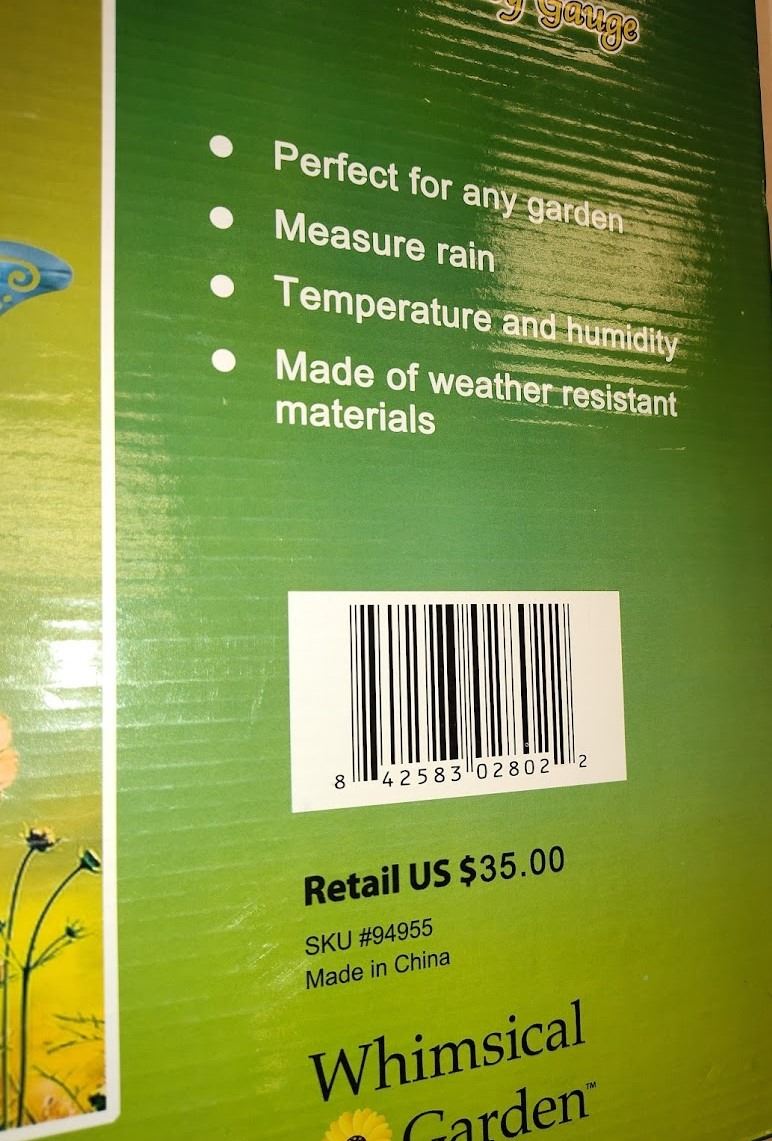 Gauge
Perfect for any garden
Measure rain
Temperature and humidity
Made of weather resistant
materials
8 42583 02802 2
Retail US $35.00
SKU #94955
Made in China
Whimsical
Garden™